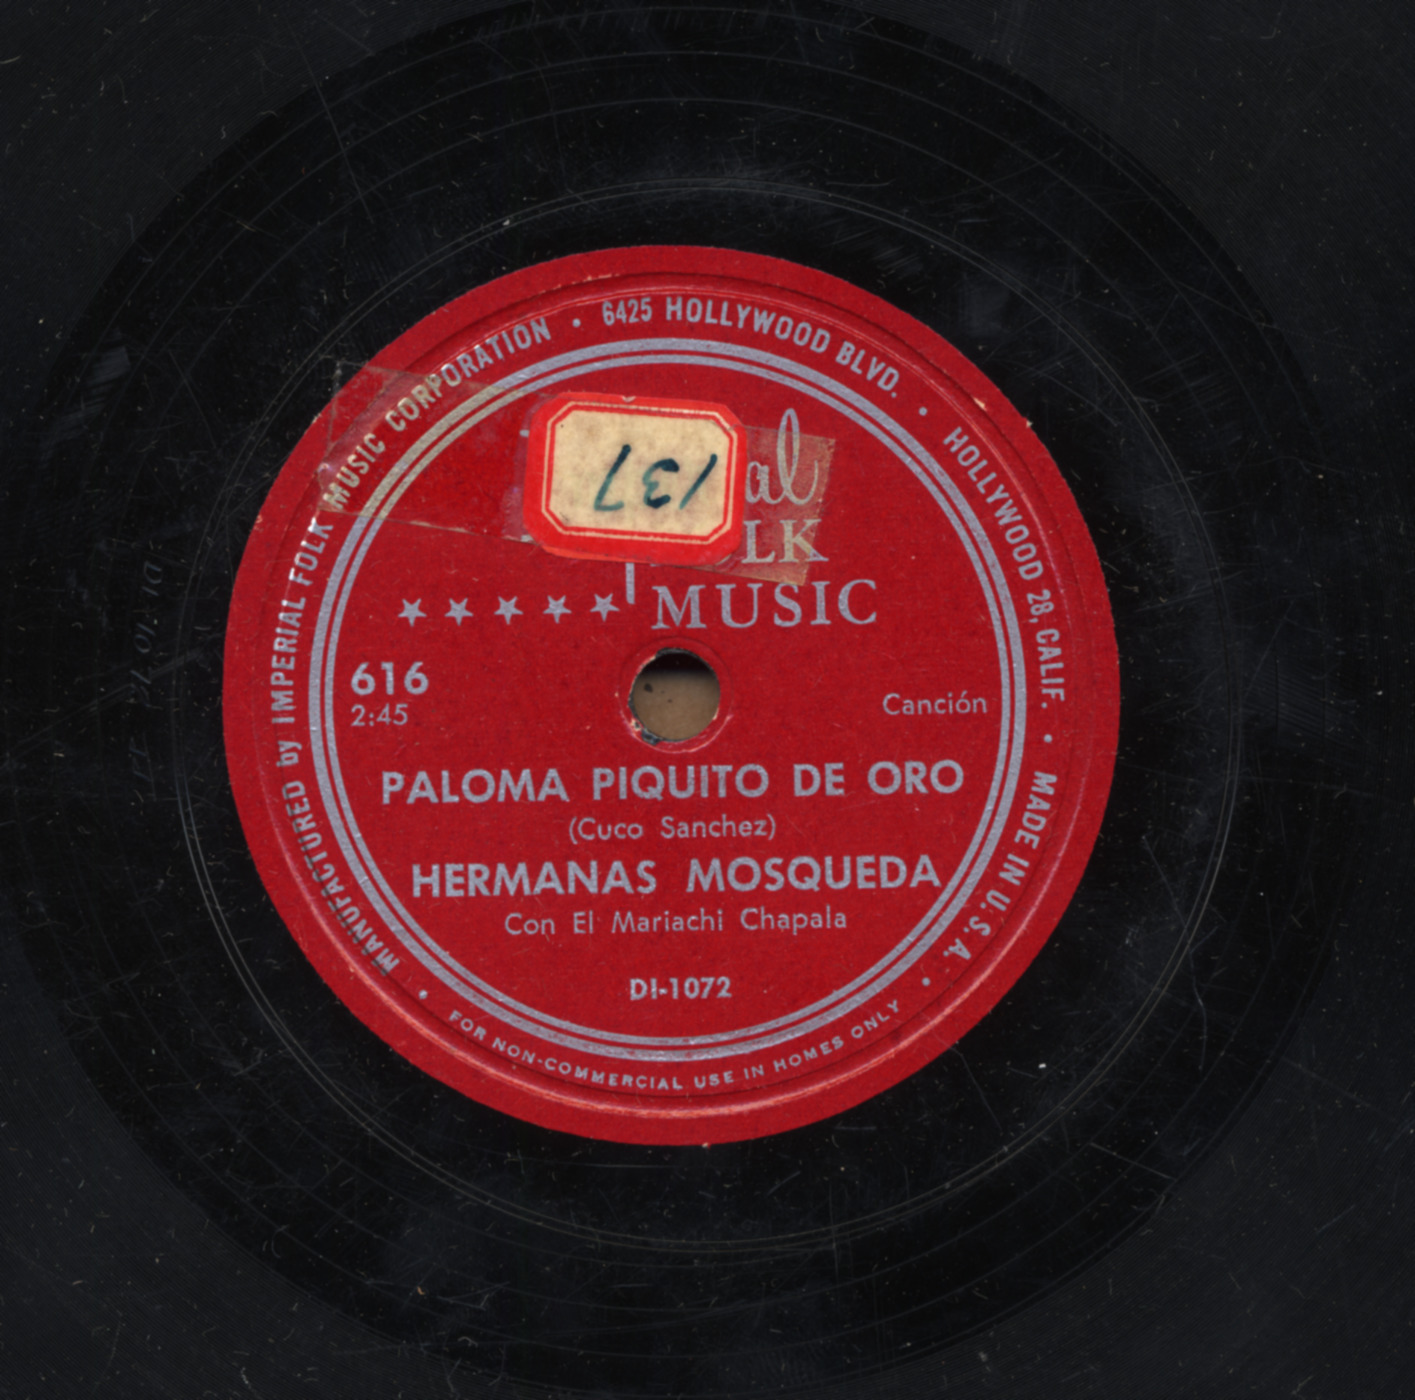 MANUFACTURED by IMPERIAL FOLK MUSIC CORPORATION • 6425 HOLLYWOOD BLVD. • HOLLYWOOD 28, CALIF. • MADE IN U. S. A. •
137
al
LK
★★★★★ MUSIC
616
2:45
Canción
PALOMA PIQUITO DE ORO
(Cuco Sanchez)
HERMANAS MOSQUEDA
Con El Mariachi Chapala
DI-1072
FOR NON-COMMERCIAL USE IN HOMES ONLY